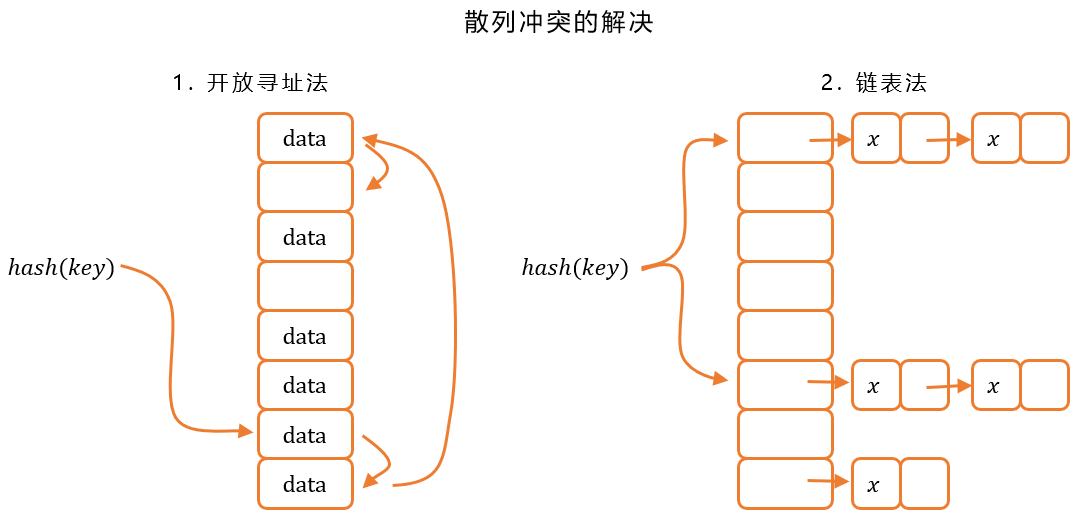 散列冲突的解决
1. 开放寻址法
data
data
hash(key)
data
data
data
data
2. 链表法
x x
hash(key)
x x
x